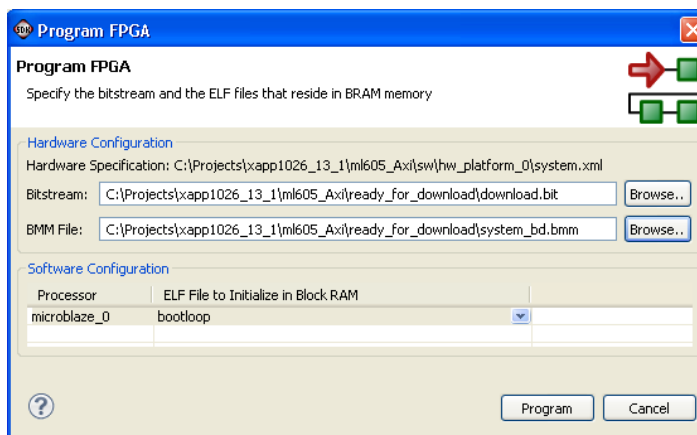 SDK Program FPGA
Program FPGA
Specify the bitstream and the ELF files that reside in BRAM memory
Hardware Configuration
Hardware Specification: C:\Projects\xapp1026_13_1\ml605_Axi\sw\hw_platform_0\system.xml
Bitstream: C:\Projects\xapp1026_13_1\ml605_Axi\ready_for_download\download.bit Browse..
BMM File: C:\Projects\xapp1026_13_1\ml605_Axi\ready_for_download\system_bd.bmm Browse..
Software Configuration
Processor ELF File to Initialize in Block RAM
microblaze_0 bootloop
? Program Cancel